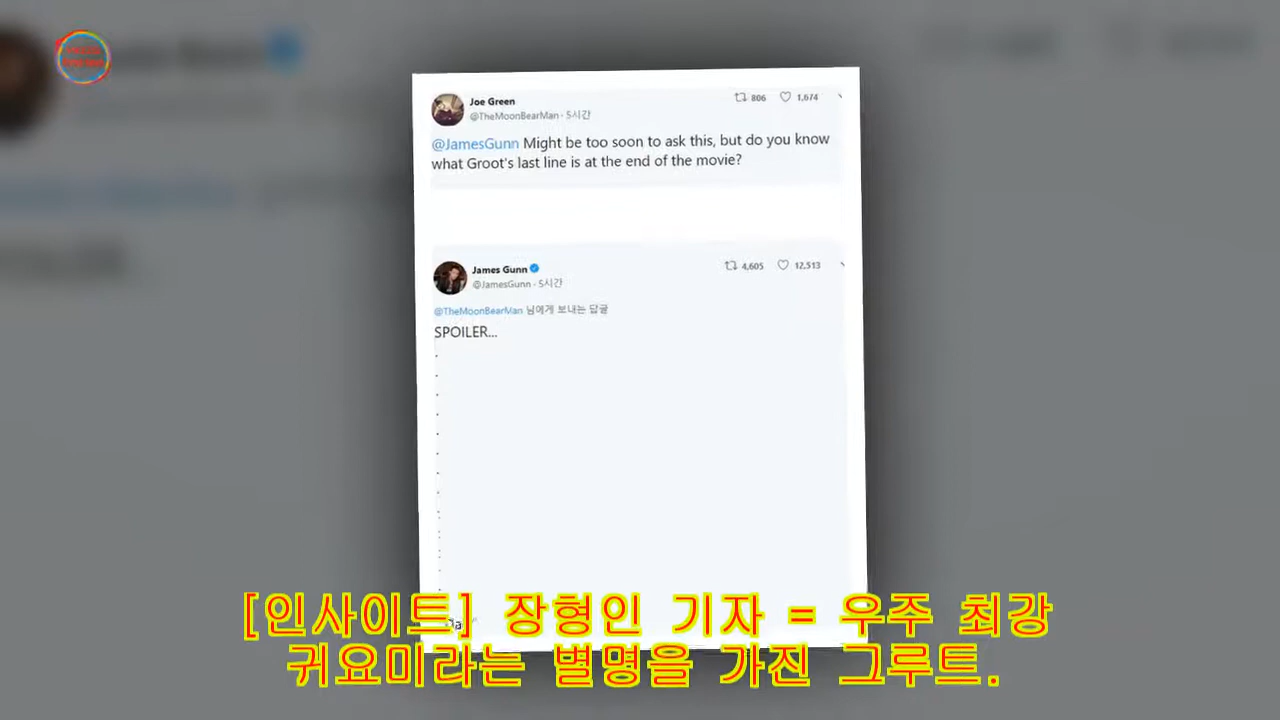 Joe Green
@TheMoonBearMan · 5시간
806 1,674
@JamesGunn Might be too soon to ask this, but do you know
what Groot's last line is at the end of the movie?
James Gunn
@JamesGunn · 5시간
4,605 12,513
@TheMoonBearMan 님에게 보내는 답글
SPOILER...
.
.
.
.
.
.
.
.
.
.
.
.
.
[인사이트] 장형인 기자 = 우주 최강
귀요미라는 별명을 가진 그루트.